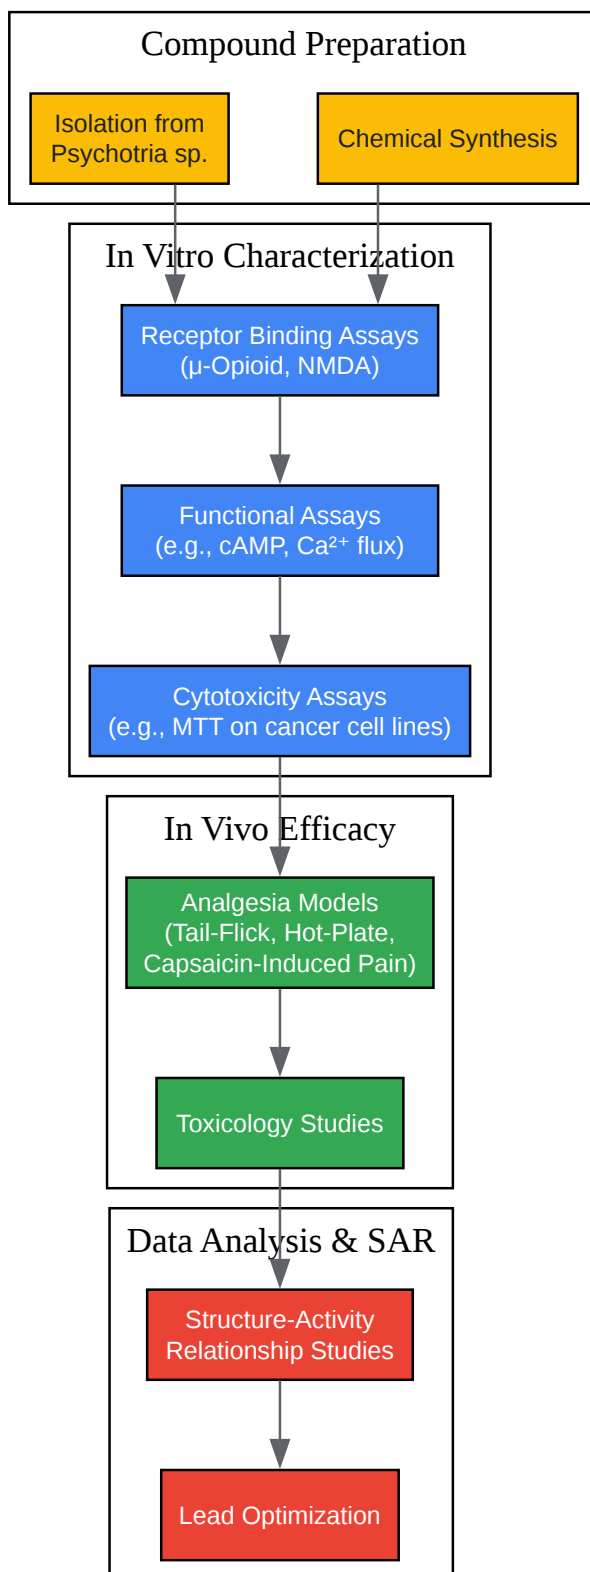 Compound Preparation
Isolation from
Psychotria sp.
Chemical Synthesis
In Vitro Characterization
Receptor Binding Assays
(μ-Opioid, NMDA)
Functional Assays
(e.g., cAMP, Ca²⁺ flux)
Cytotoxicity Assays
(e.g., MTT on cancer cell lines)
In Vivo Efficacy
Analgesia Models
(Tail-Flick, Hot-Plate,
Capsaicin-Induced Pain)
Toxicology Studies
Data Analysis & SAR
Structure-Activity
Relationship Studies
Lead Optimization